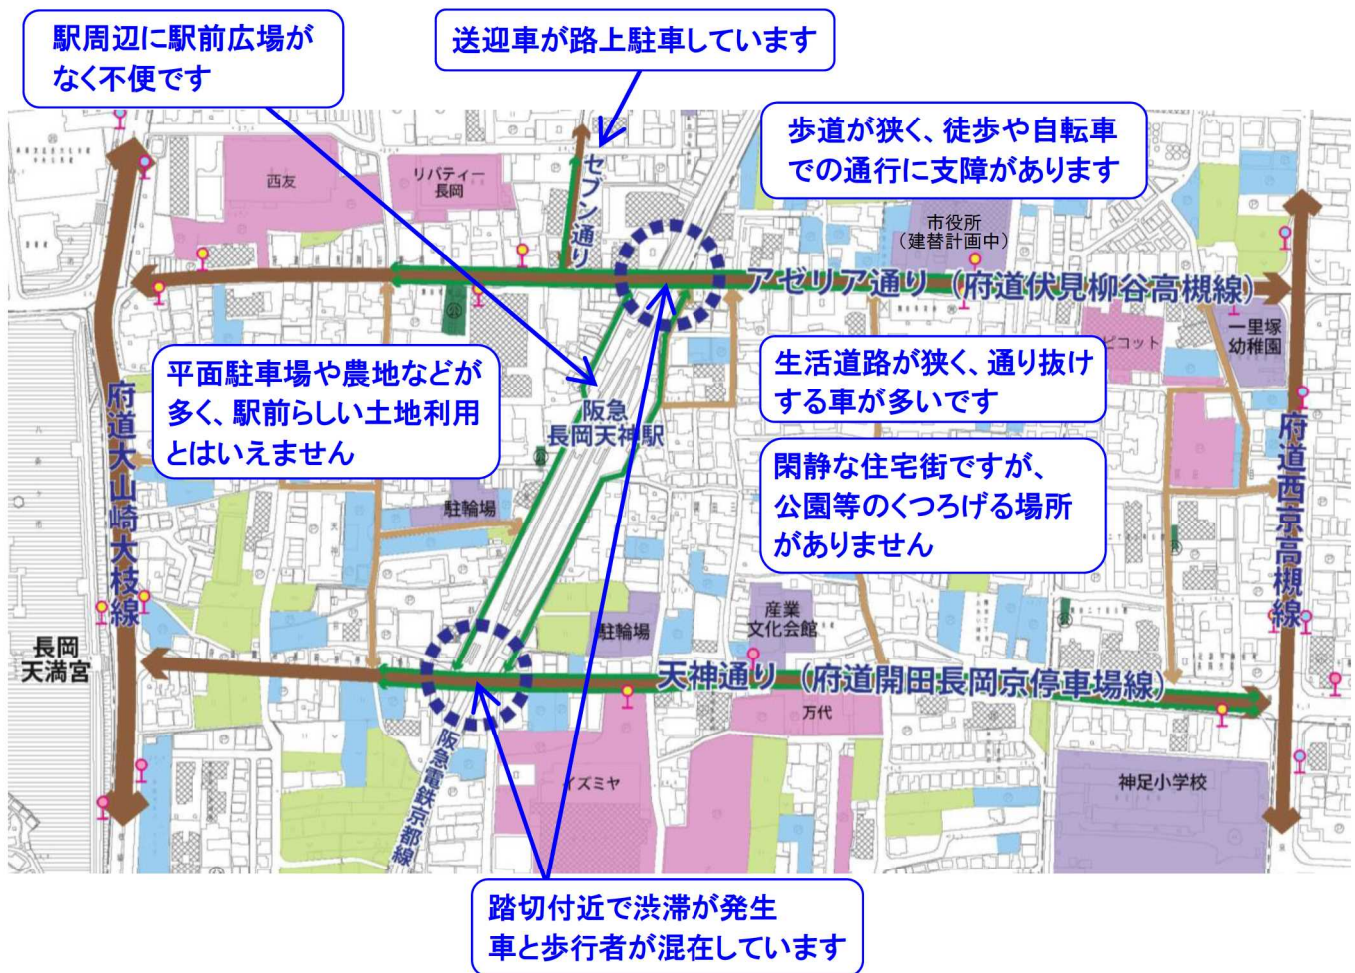 駅周辺に駅前広場が
なく不便です
送迎車が路上駐車しています
歩道が狭く、徒歩や自転車
での通行に支障があります
西友
リバティー
長岡
セブン通り
市役所
(建替計画中)
アゼリア通り(府道伏見柳谷高槻線)
一里塚
幼稚園
ピコット
平面駐車場や農地などが
多く、駅前らしい土地利用
とはいえません
生活道路が狭く、通り抜け
する車が多いです
阪急
長岡天神駅
府道大山崎大枝線
府道西京高槻線
閑静な住宅街ですが、
公園等のくつろげる場所
がありません
駐輪場
駐輪場
産業
文化会館
長岡
天満宮
天神通り(府道開田長岡京停車場線)
万代
阪急電鉄京都線
イズミヤ
神足小学校
踏切付近で渋滞が発生
車と歩行者が混在しています